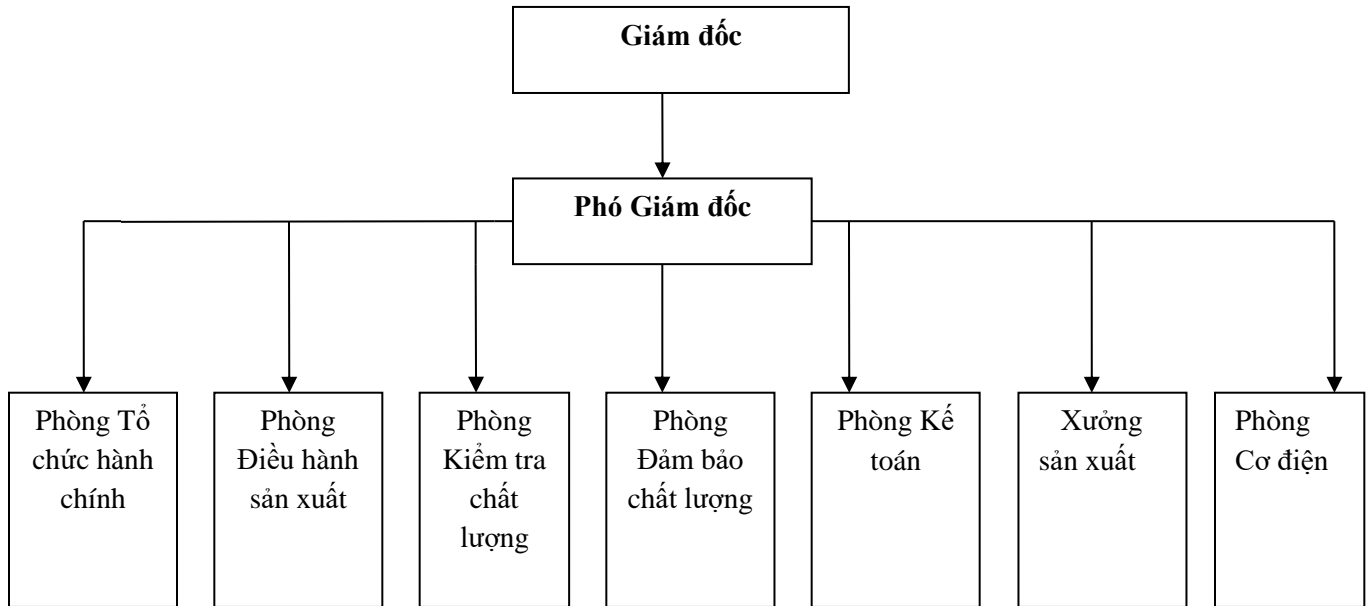 Giám đốc
Phó Giám đốc
Phòng Tổ
chức hành
chính
Phòng
Điều hành
sản xuất
Phòng
Kiểm tra
chất
lượng
Phòng
Đảm bảo
chất lượng
Phòng Kế
toán
Xưởng
sản xuất
Phòng
Cơ điện